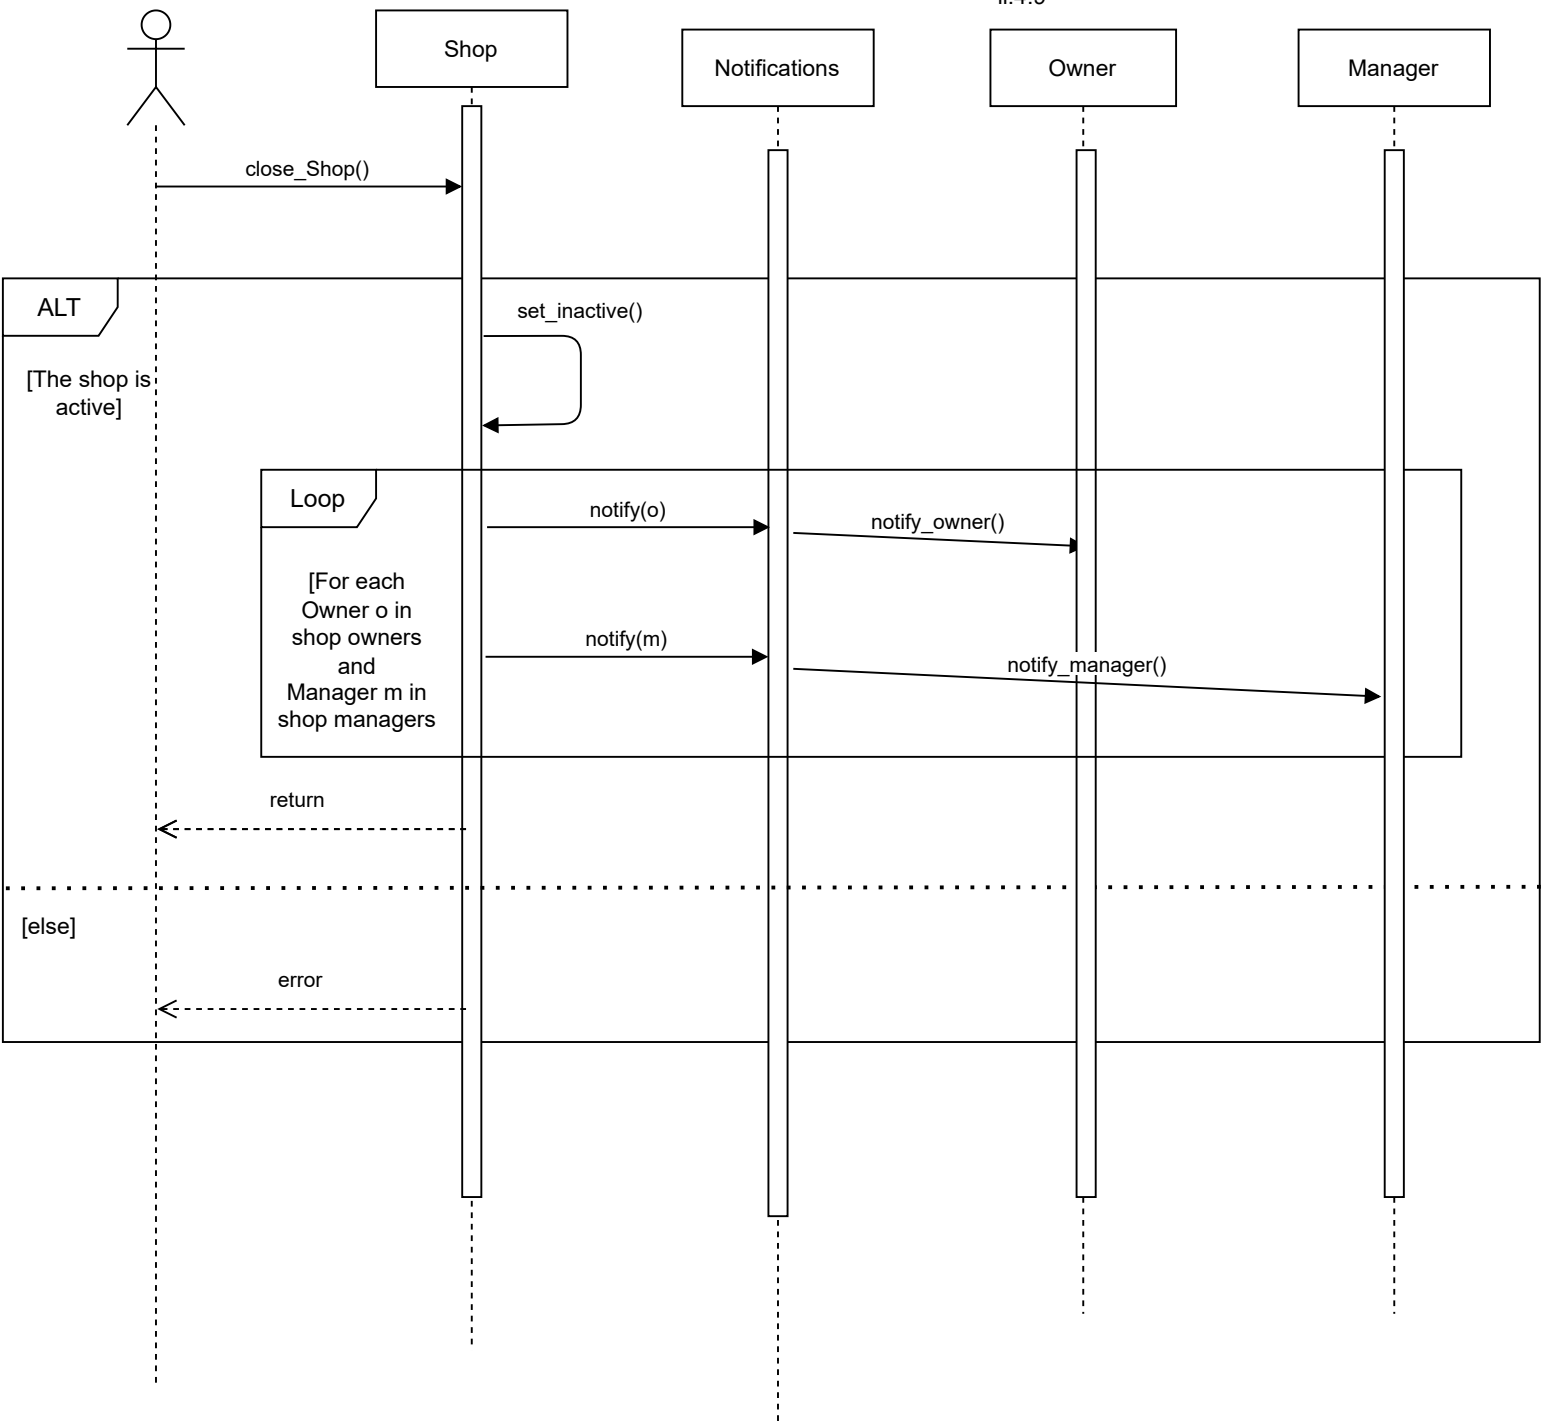 Shop
Notifications
Owner
Manager
close_Shop()
ALT
set_inactive()
[The shop is
active]
Loop
notify(o)
notify_owner()
[For each
Owner o in
shop owners
and
Manager m in
shop managers
notify(m)
notify_manager()
return
[else]
error